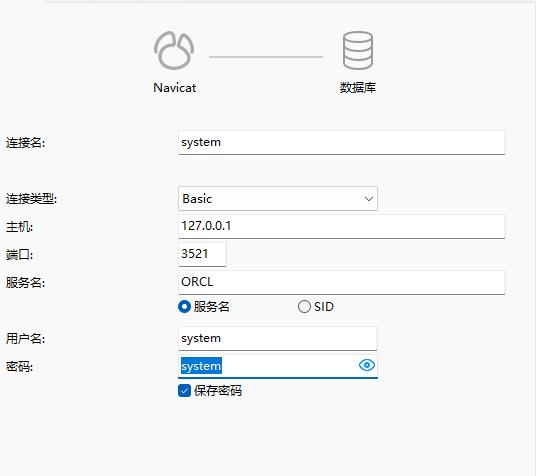 Navicat
数据库
连接名:
system
连接类型:
Basic
主机:
127.0.0.1
端口:
3521
服务名:
ORCL
服务名
SID
用户名:
system
密码:
system
保存密码